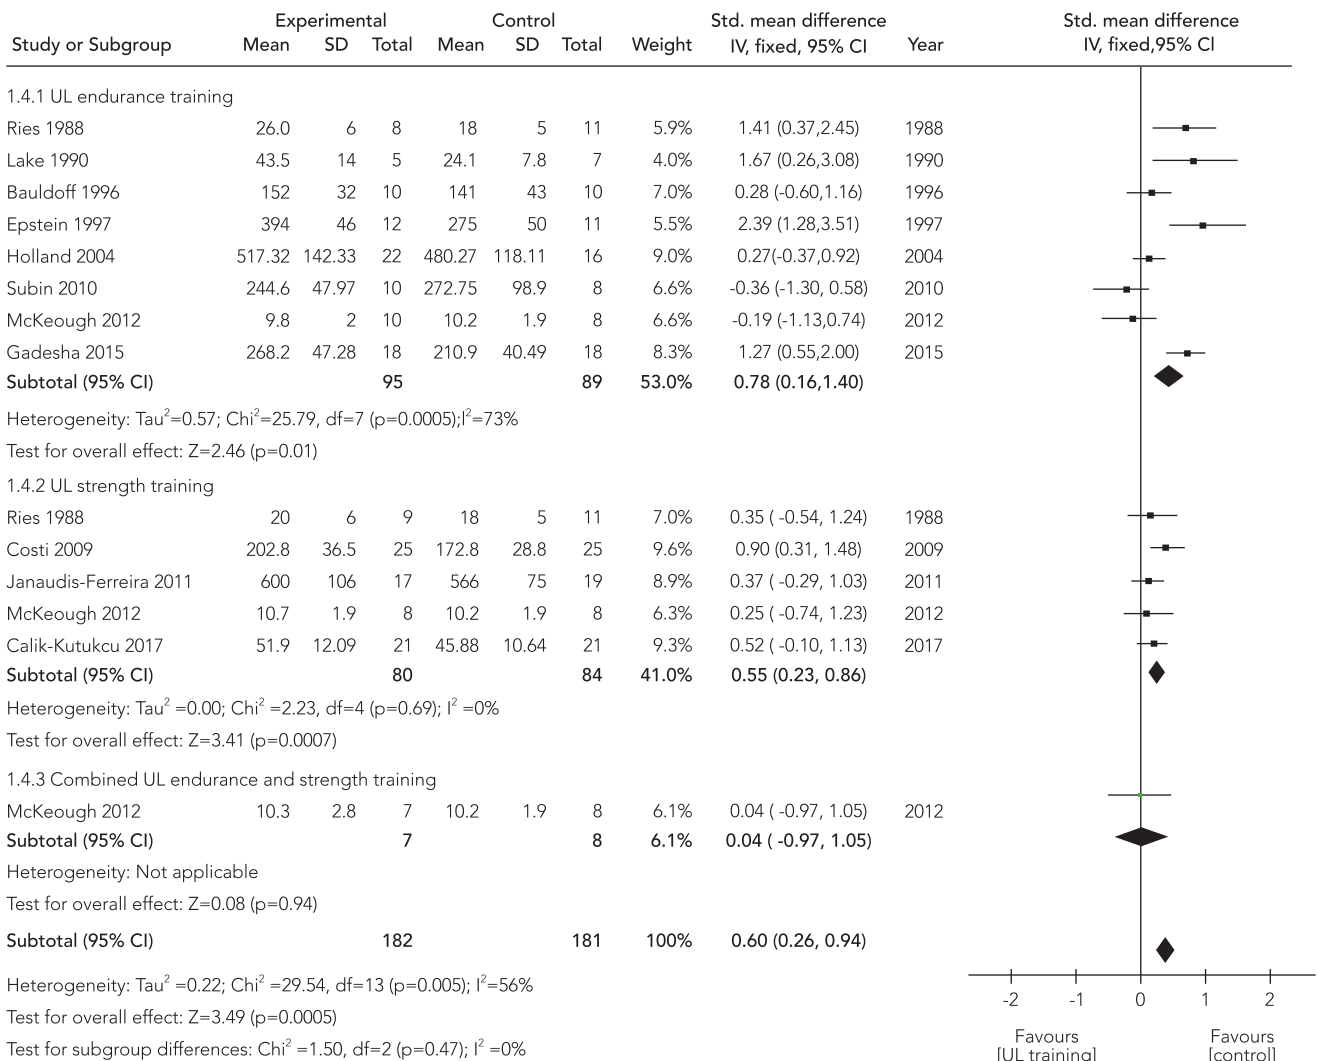 Experimental Control Std. mean difference Std. mean difference
Study or Subgroup Mean SD Total Mean SD Total Weight IV, fixed, 95% CI Year IV, fixed,95% CI
1.4.1 UL endurance training
Ries 1988 26.0 6 8 18 5 11 5.9% 1.41 (0.37,2.45) 1988
Lake 1990 43.5 14 5 24.1 7.8 7 4.0% 1.67 (0.26,3.08) 1990
Bauldoff 1996 152 32 10 141 43 10 7.0% 0.28 (-0.60,1.16) 1996
Epstein 1997 394 46 12 275 50 11 5.5% 2.39 (1.28,3.51) 1997
Holland 2004 517.32 142.33 22 480.27 118.11 16 9.0% 0.27(-0.37,0.92) 2004
Subin 2010 244.6 47.97 10 272.75 98.9 8 6.6% -0.36 (-1.30, 0.58) 2010
McKeough 2012 9.8 2 10 10.2 1.9 8 6.6% -0.19 (-1.13,0.74) 2012
Gadesha 2015 268.2 47.28 18 210.9 40.49 18 8.3% 1.27 (0.55,2.00) 2015
Subtotal (95% CI) 95 89 53.0% 0.78 (0.16,1.40)
Heterogeneity: Tau²=0.57; Chi²=25.79, df=7 (p=0.0005);I²=73%
Test for overall effect: Z=2.46 (p=0.01)
1.4.2 UL strength training
Ries 1988 20 6 9 18 5 11 7.0% 0.35 ( -0.54, 1.24) 1988
Costi 2009 202.8 36.5 25 172.8 28.8 25 9.6% 0.90 (0.31, 1.48) 2009
Janaudis-Ferreira 2011 600 106 17 566 75 19 8.9% 0.37 ( -0.29, 1.03) 2011
McKeough 2012 10.7 1.9 8 10.2 1.9 8 6.3% 0.25 ( -0.74, 1.23) 2012
Calik-Kutukcu 2017 51.9 12.09 21 45.88 10.64 21 9.3% 0.52 ( -0.10, 1.13) 2017
Subtotal (95% CI) 80 84 41.0% 0.55 (0.23, 0.86)
Heterogeneity: Tau² =0.00; Chi² =2.23, df=4 (p=0.69); I² =0%
Test for overall effect: Z=3.41 (p=0.0007)
1.4.3 Combined UL endurance and strength training
McKeough 2012 10.3 2.8 7 10.2 1.9 8 6.1% 0.04 ( -0.97, 1.05) 2012
Subtotal (95% CI) 7 8 6.1% 0.04 ( -0.97, 1.05)
Heterogeneity: Not applicable
Test for overall effect: Z=0.08 (p=0.94)
Subtotal (95% CI) 182 181 100% 0.60 (0.26, 0.94)
Heterogeneity: Tau² =0.22; Chi² =29.54, df=13 (p=0.005); I²=56%
Test for overall effect: Z=3.49 (p=0.0005)
Test for subgroup differences: Chi² =1.50, df=2 (p=0.47); I² =0%
-2 -1 0 1 2
Favours Favours
[UL training] [control]